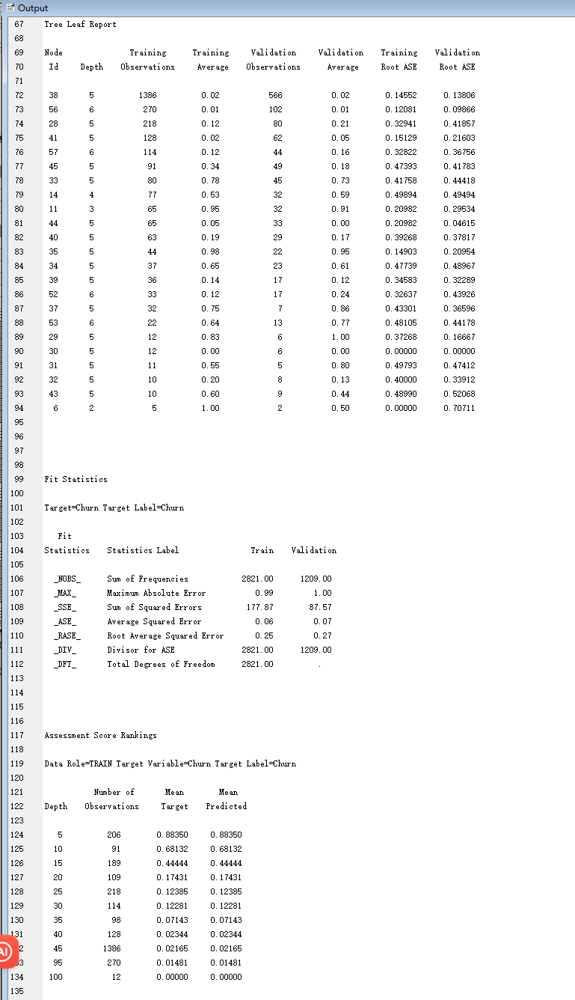 Output
67 Tree Leaf Report
68
69 Node Training Training Validation Validation Training Validation
70 Id Depth Observations Average Observations Average Root ASE Root ASE
71
72 38 5 1386 0.02 566 0.02 0.14552 0.13806
73 56 6 270 0.01 102 0.01 0.12081 0.09866
74 28 5 218 0.12 80 0.21 0.32941 0.41857
75 41 5 128 0.02 62 0.05 0.15129 0.21603
76 57 6 114 0.12 44 0.16 0.32822 0.36756
77 45 5 91 0.34 49 0.18 0.47393 0.41783
78 33 5 80 0.78 45 0.73 0.41758 0.44418
79 14 4 77 0.53 32 0.59 0.49894 0.49494
80 11 3 65 0.95 32 0.91 0.20982 0.29534
81 44 5 65 0.05 33 0.00 0.20982 0.04615
82 40 5 63 0.19 29 0.17 0.39268 0.37817
83 35 5 44 0.98 22 0.95 0.14903 0.20954
84 34 5 37 0.65 23 0.61 0.47739 0.48967
85 39 5 36 0.14 17 0.12 0.34583 0.32289
86 52 6 33 0.12 17 0.24 0.32637 0.43926
87 37 5 32 0.75 7 0.86 0.43301 0.36596
88 53 6 22 0.64 13 0.77 0.48105 0.44178
89 29 5 12 0.83 6 1.00 0.37268 0.16667
90 30 5 12 0.00 6 0.00 0.00000 0.00000
91 31 5 11 0.55 5 0.80 0.49793 0.47412
92 32 5 10 0.20 8 0.13 0.40000 0.33912
93 43 5 10 0.60 9 0.44 0.48990 0.52068
94 6 2 5 1.00 2 0.50 0.00000 0.70711
95
96
97
98
99 Fit Statistics
100
101 Target=Churn Target Label=Churn
102
103 Fit
104 Statistics Statistics Label Train Validation
105
106 _NOBS_ Sum of Frequencies 2821.00 1209.00
107 _MAX_ Maximum Absolute Error 0.99 1.00
108 _SSE_ Sum of Squared Errors 177.87 87.57
109 _ASE_ Average Squared Error 0.06 0.07
110 _RASE_ Root Average Squared Error 0.25 0.27
111 _DIV_ Divisor for ASE 2821.00 1209.00
112 _DFT_ Total Degrees of Freedom 2821.00 .
113
114
115
116
117 Assessment Score Rankings
118
119 Data Role=TRAIN Target Variable=Churn Target Label=Churn
120
121 Number of Mean Mean
122 Depth Observations Target Predicted
123
124 5 206 0.88350 0.88350
125 10 91 0.68132 0.68132
126 15 189 0.44444 0.44444
127 20 109 0.17431 0.17431
128 25 218 0.12385 0.12385
129 30 114 0.12281 0.12281
130 35 98 0.07143 0.07143
131 40 128 0.02344 0.02344
AI 2 45 1386 0.02165 0.02165
3 95 270 0.01481 0.01481
134 100 12 0.00000 0.00000
135